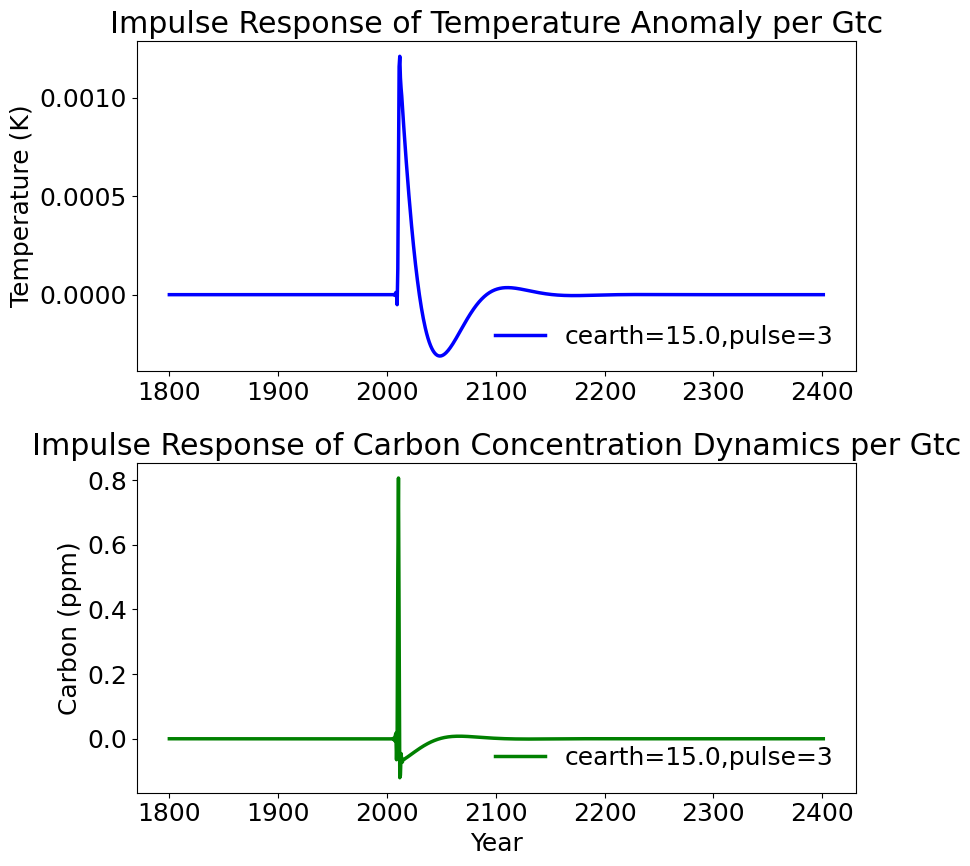 Impulse Response of Temperature Anomaly per Gtc
Temperature (K)
0.0010
0.0005
0.0000
cearth=15.0,pulse=3
1800 1900 2000 2100 2200 2300 2400
Impulse Response of Carbon Concentration Dynamics per Gtc
Carbon (ppm)
0.8
0.6
0.4
0.2
0.0
cearth=15.0,pulse=3
1800 1900 2000 2100 2200 2300 2400
Year